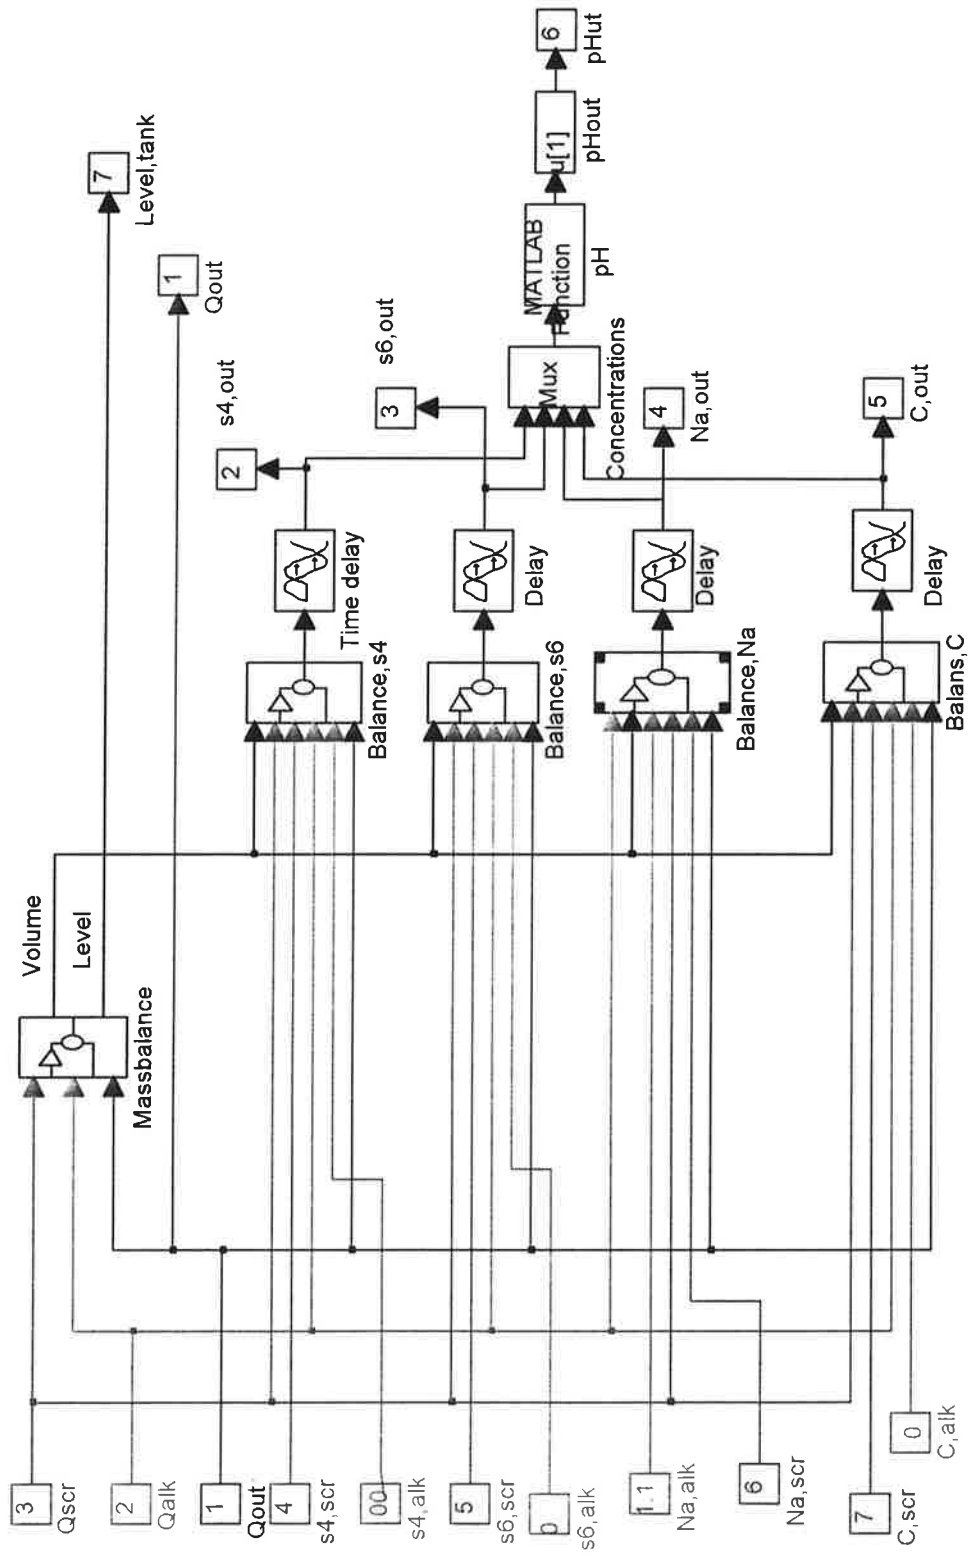 3
Qscr
2
Qalk
1
Qout
4
s4,scr
00
s4,alk
5
s6,scr
0
s6,alk
1.1
Na,alk
6
Na,scr
7
C,scr
0
C,alk
Massbalance
Volume
Level
Balance,s4
Balance,s6
Balance,Na
Balans,C
Time delay
Delay
Delay
Delay
7
Level,tank
1
Qout
2
s4,out
3
s6,out
4
Na,out
5
C,out
Mux
Concentrations
MATLAB
Function
pH
u[1]
pHout
6
pHut